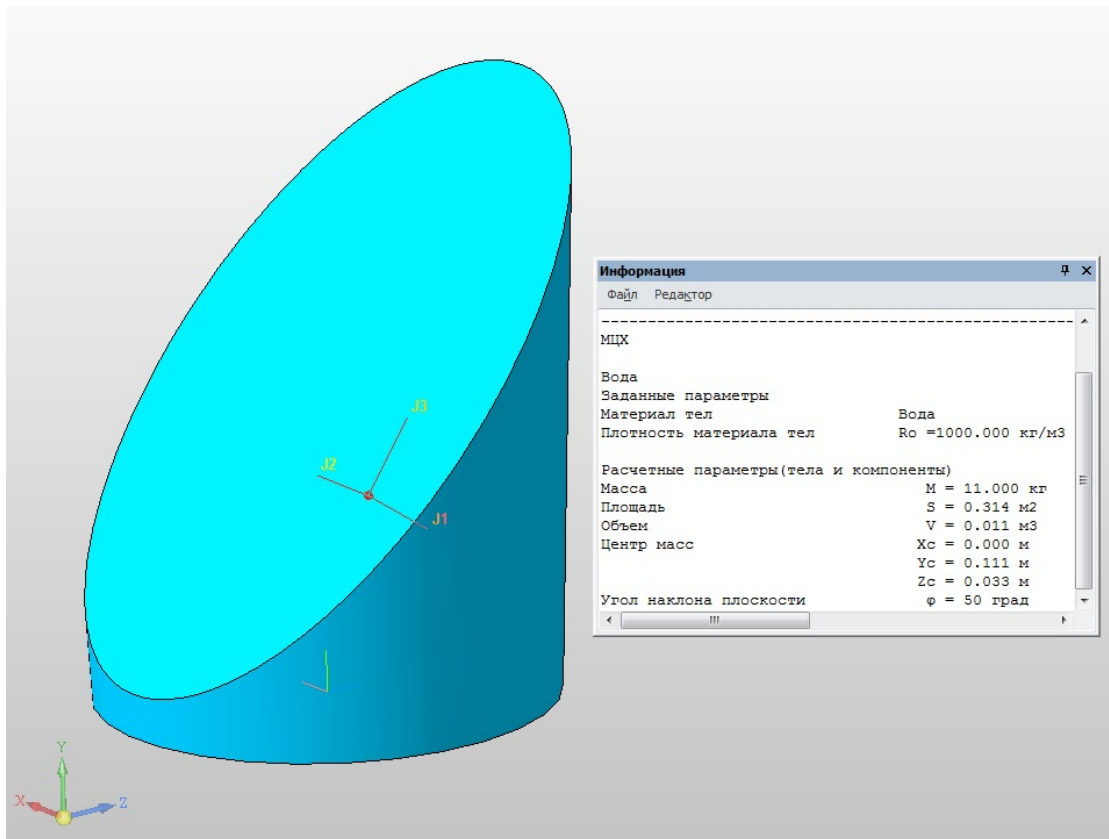 J3
J2
J1
Y
X
Z
Информация
Файл Редактор
------------------------------------------------------
МЦХ
Вода
Заданные параметры
Материал тел Вода
Плотность материала тел Ro =1000.000 кг/м3
Расчетные параметры(тела и компоненты)
Масса M = 11.000 кг
Площадь S = 0.314 м2
Объем V = 0.011 м3
Центр масс Xc = 0.000 м
Yc = 0.111 м
Zc = 0.033 м
Угол наклона плоскости φ = 50 град